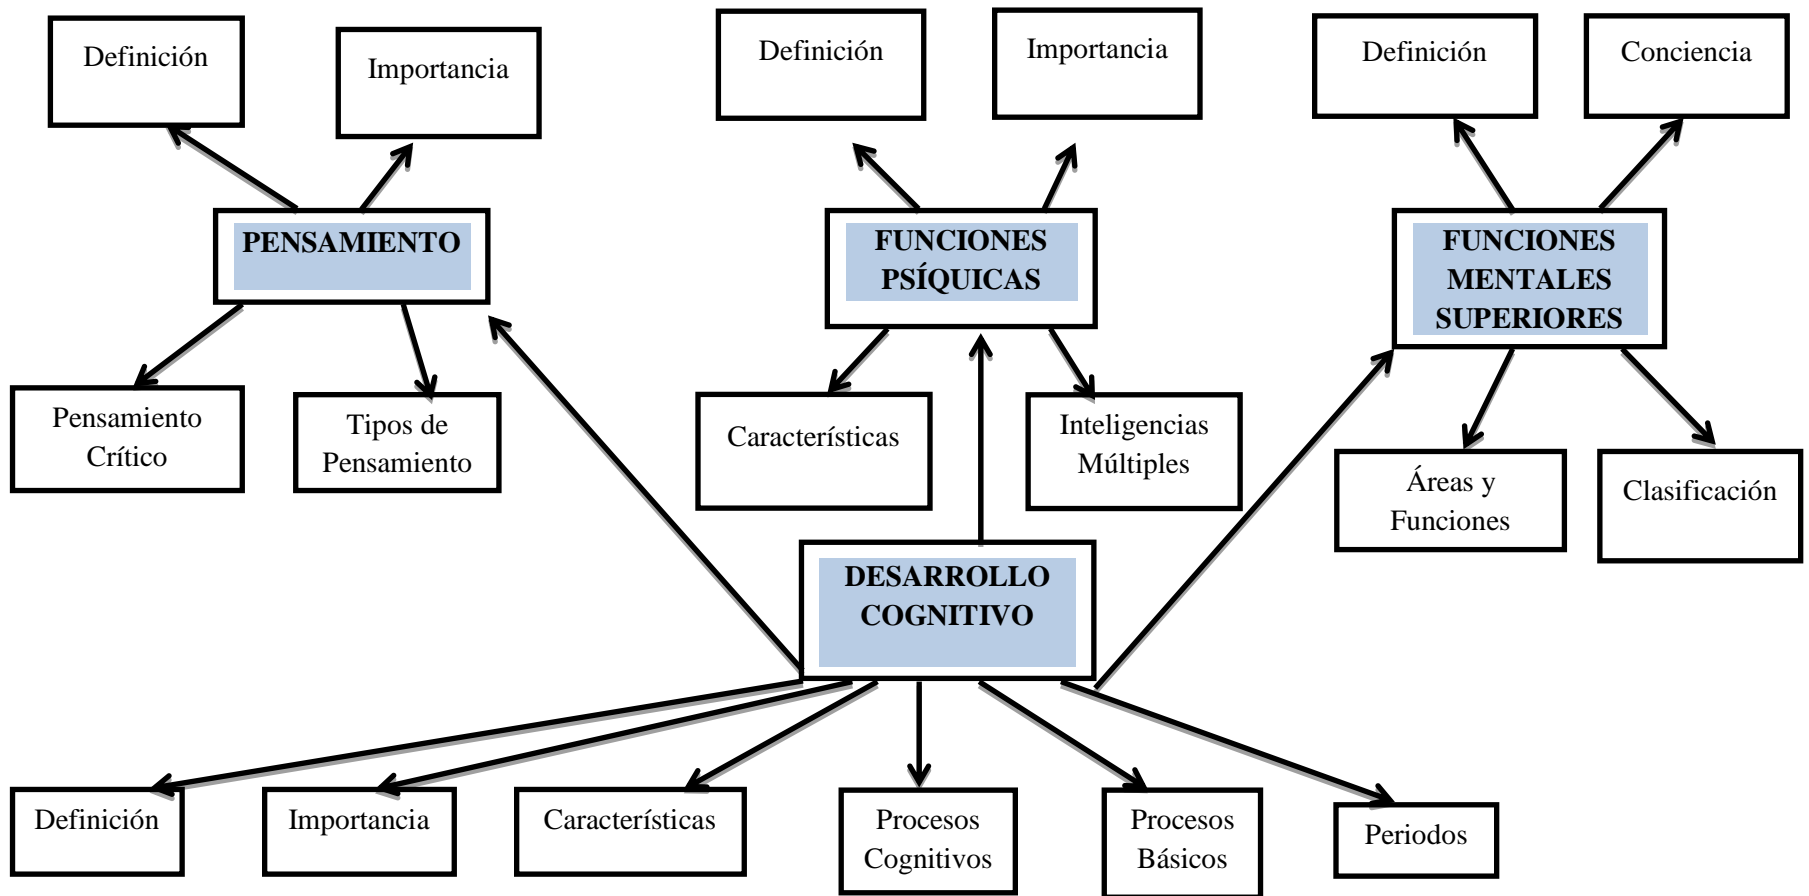 Definición
Importancia
Definición
Importancia
Definición
Conciencia
PENSAMIENTO
FUNCIONES
PSÍQUICAS
FUNCIONES
MENTALES
SUPERIORES
Pensamiento
Crítico
Tipos de
Pensamiento
Características
Inteligencias
Múltiples
Áreas y
Funciones
Clasificación
DESARROLLO
COGNITIVO
Definición
Importancia
Características
Procesos
Cognitivos
Procesos
Básicos
Periodos